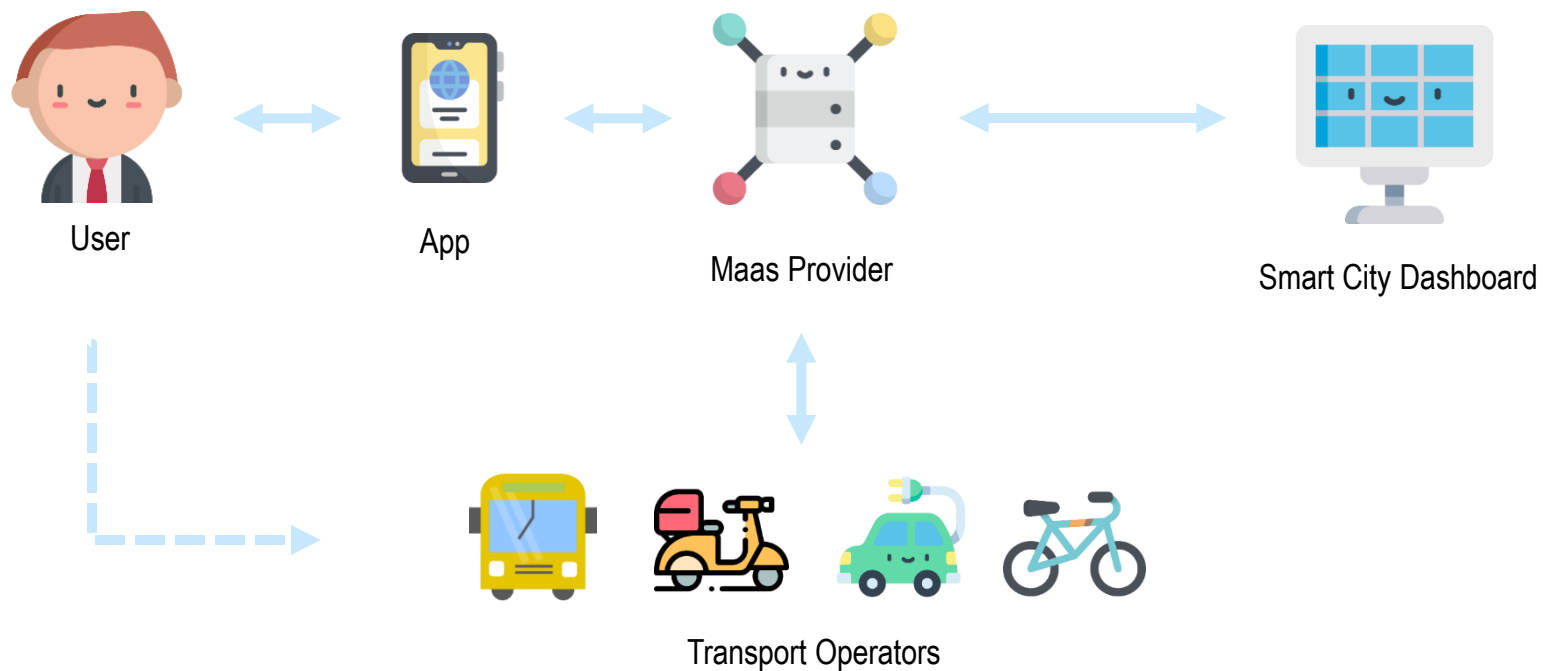 User
App
Maas Provider
Smart City Dashboard
Transport Operators